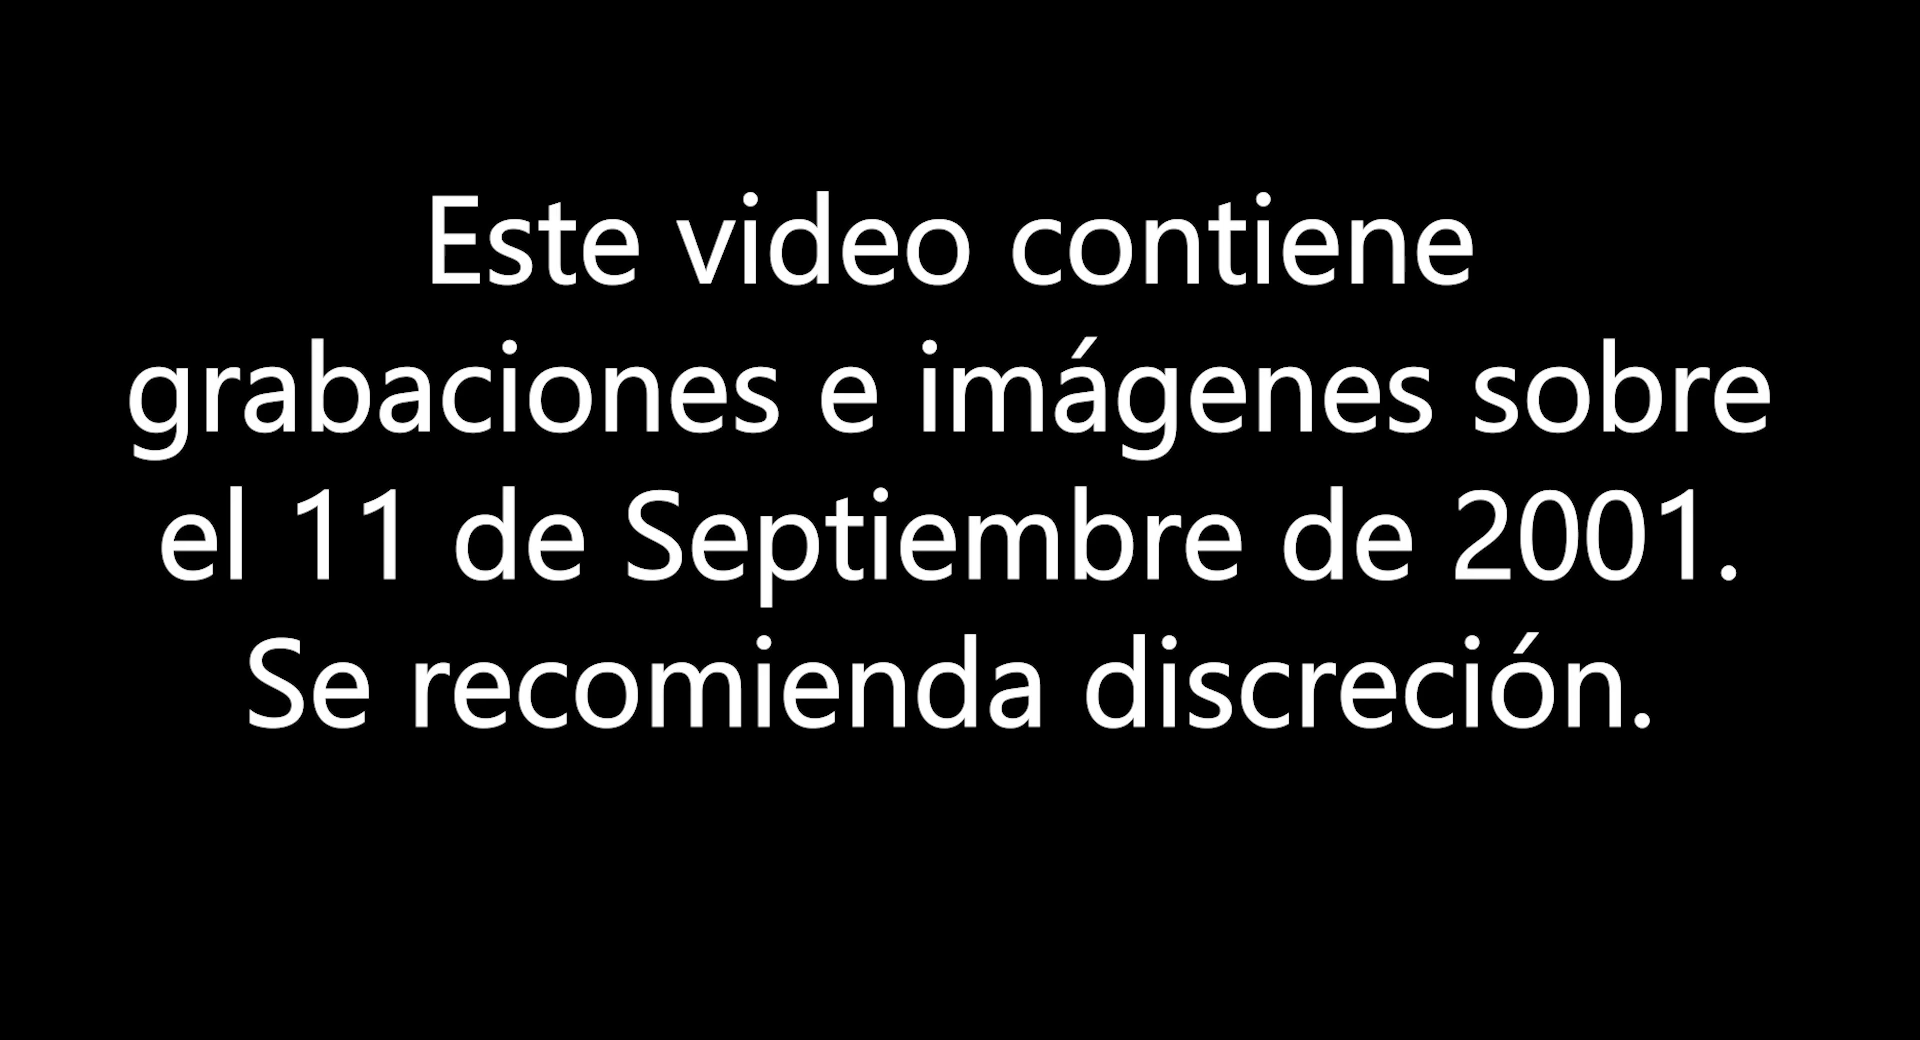 Este video contiene
grabaciones e imágenes sobre
el 11 de Septiembre de 2001.
Se recomienda discreción.